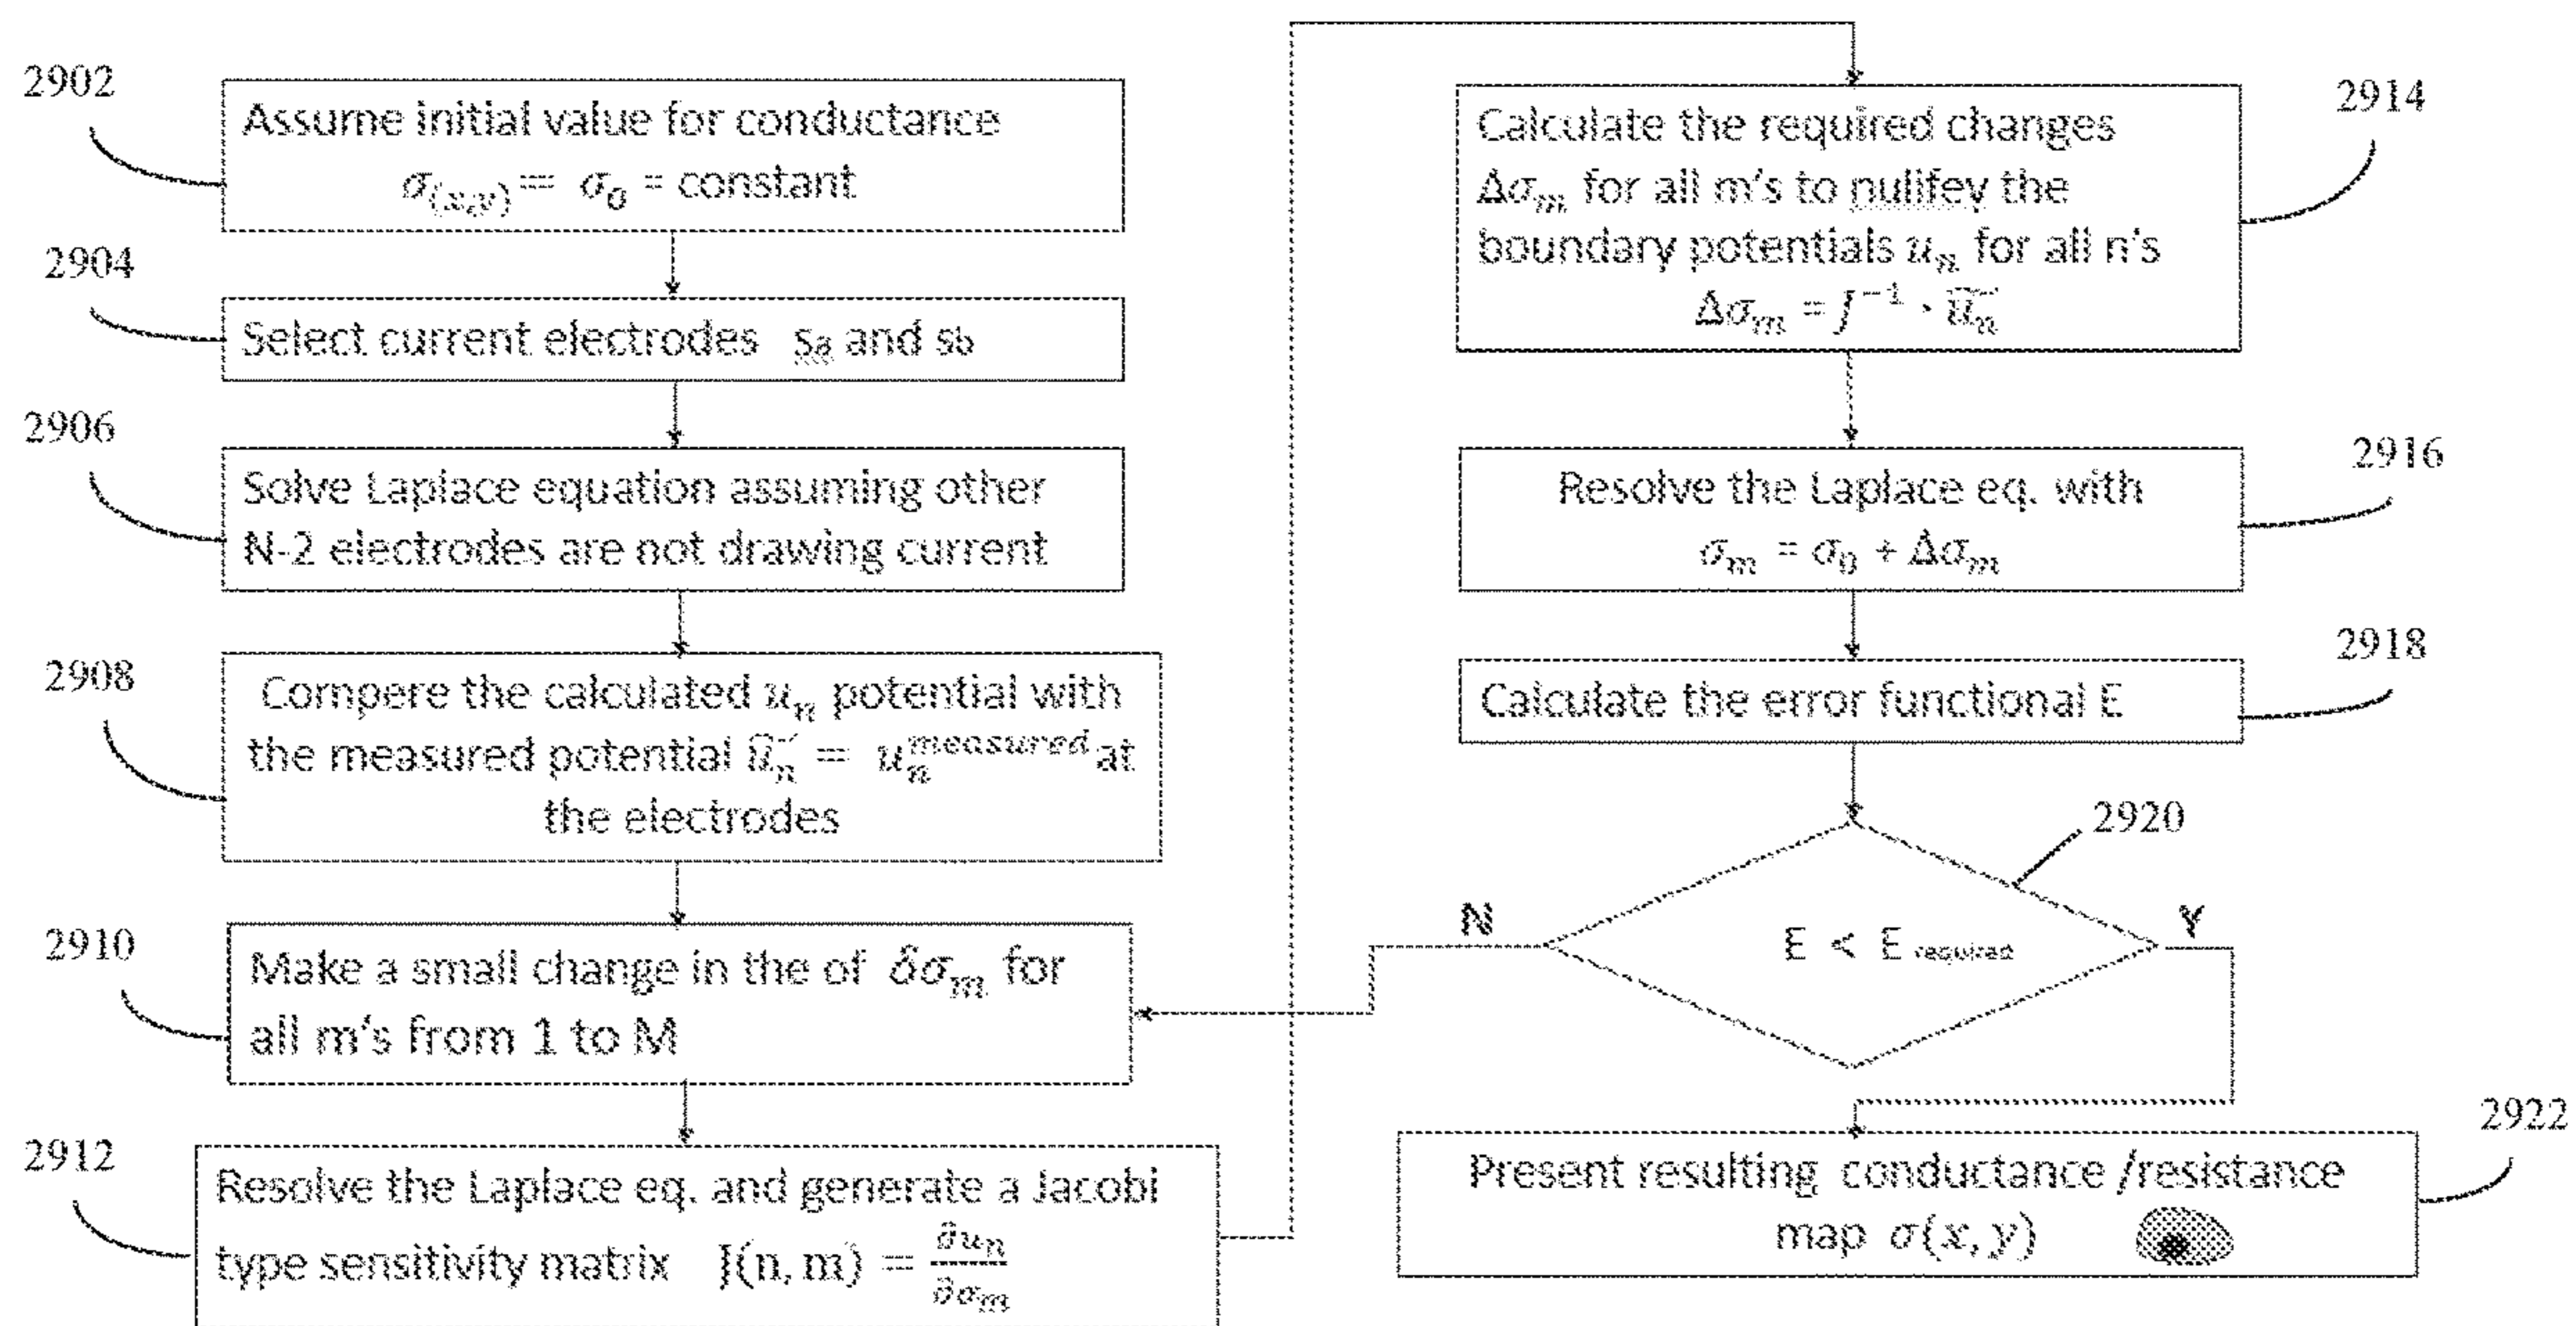 2902
Assume initial value for conductance
σ(x,y) = σ0 = constant
2904
Select current electrodes sa and sb
2906
Solve Laplace equation assuming other
N-2 electrodes are not drawing current
2908
Compere the calculated un potential with
the measured potential ûn = un^measured at
the electrodes
2910
Make a small change in the of δσm for
all m's from 1 to M
2912
Resolve the Laplace eq. and generate a Jacobi
type sensitivity matrix J(n, m) = ∂un/∂σm
2914
Calculate the required changes
Δσm for all m's to nulifey the
boundary potentials un for all n's
Δσm = J^-1 · ûn
2916
Resolve the Laplace eq. with
σm = σ0 + Δσm
2918
Calculate the error functional E
2920
N
E < E required
Y
2922
Present resulting conductance /resistance
map σ(x, y)